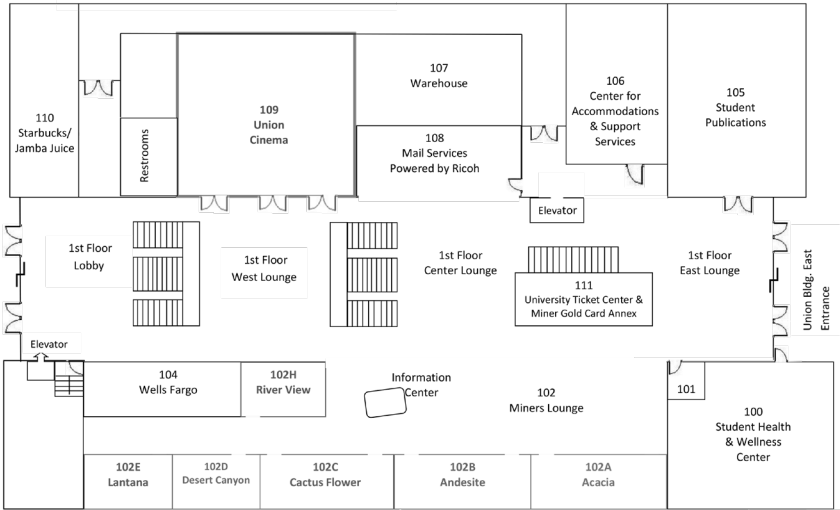 107
Warehouse
106
Center for
Accommodations
& Support
Services
105
Student
Publications
110
Starbucks/
Jamba Juice
Restrooms
109
Union
Cinema
108
Mail Services
Powered by Ricoh
Elevator
1st Floor
Lobby
1st Floor
West Lounge
1st Floor
Center Lounge
1st Floor
East Lounge
111
University Ticket Center &
Miner Gold Card Annex
Union Bldg. East
Entrance
Elevator
104
Wells Fargo
102H
River View
Information
Center
102
Miners Lounge
101
100
Student Health
& Wellness
Center
102E
Lantana
102D
Desert Canyon
102C
Cactus Flower
102B
Andesite
102A
Acacia